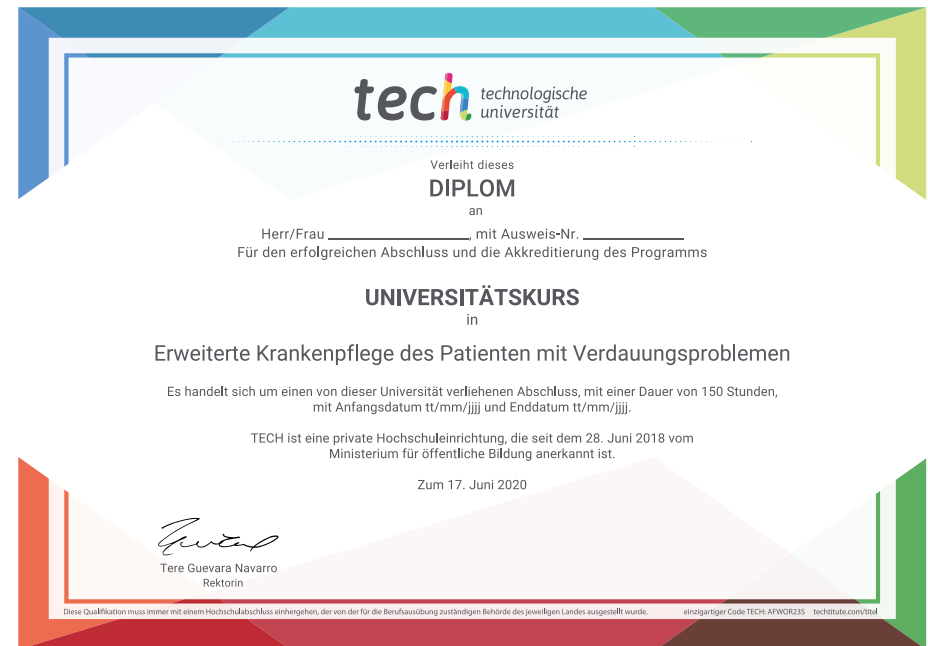 tech technologische
universität
Verleiht dieses
DIPLOM
an
Herr/Frau __________________, mit Ausweis-Nr. _____________
Für den erfolgreichen Abschluss und die Akkreditierung des Programms
UNIVERSITÄTSKURS
in
Erweiterte Krankenpflege des Patienten mit Verdauungsproblemen
Es handelt sich um einen von dieser Universität verliehenen Abschluss, mit einer Dauer von 150 Stunden,
mit Anfangsdatum tt/mm/jjjj und Enddatum tt/mm/jjjj.
TECH ist eine private Hochschuleinrichtung, die seit dem 28. Juni 2018 vom
Ministerium für öffentliche Bildung anerkannt ist.
Zum 17. Juni 2020
Tere Guevara Navarro
Rektorin
Diese Qualifikation muss immer mit einem Hochschulabschluss einhergehen, der von der für die Berufsausübung zuständigen Behörde des jeweiligen Landes ausgestellt wurde. einzigartiger Code TECH: AFWOR235 techtitute.com/titel